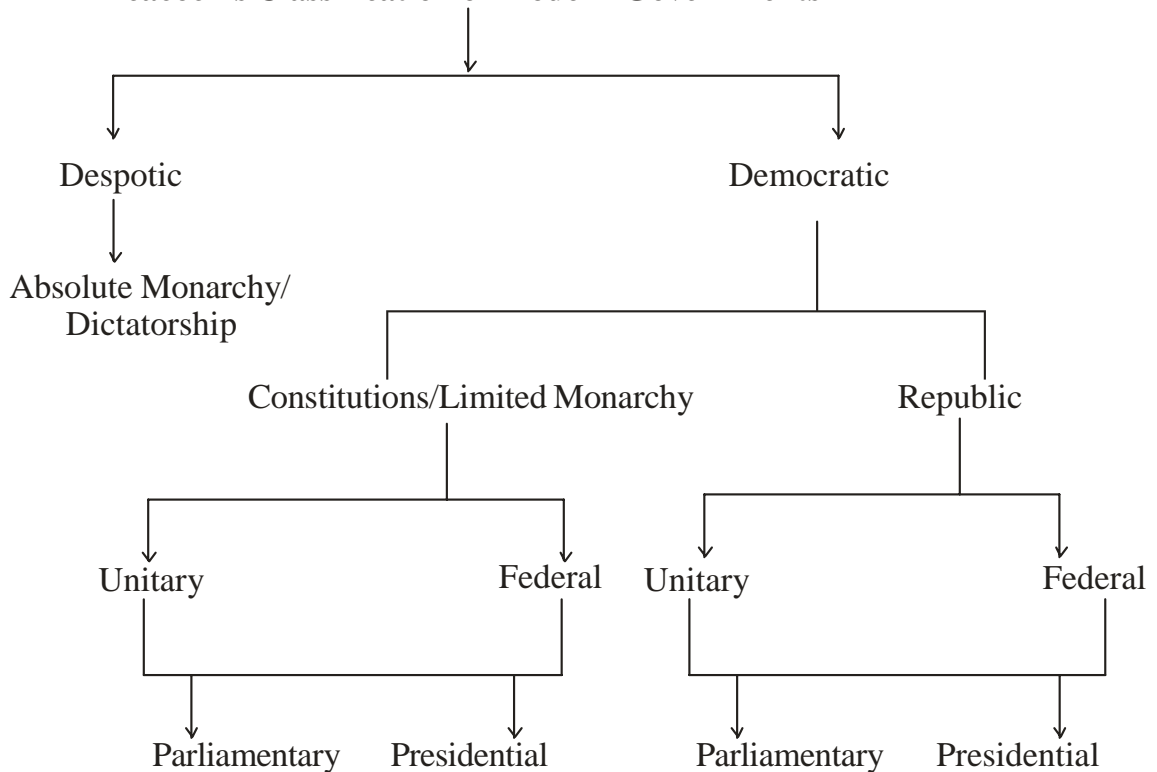 Despotic
Democratic
Absolute Monarchy/
Dictatorship
Constitutions/Limited Monarchy
Republic
Unitary
Federal
Unitary
Federal
Parliamentary
Presidential
Parliamentary
Presidential